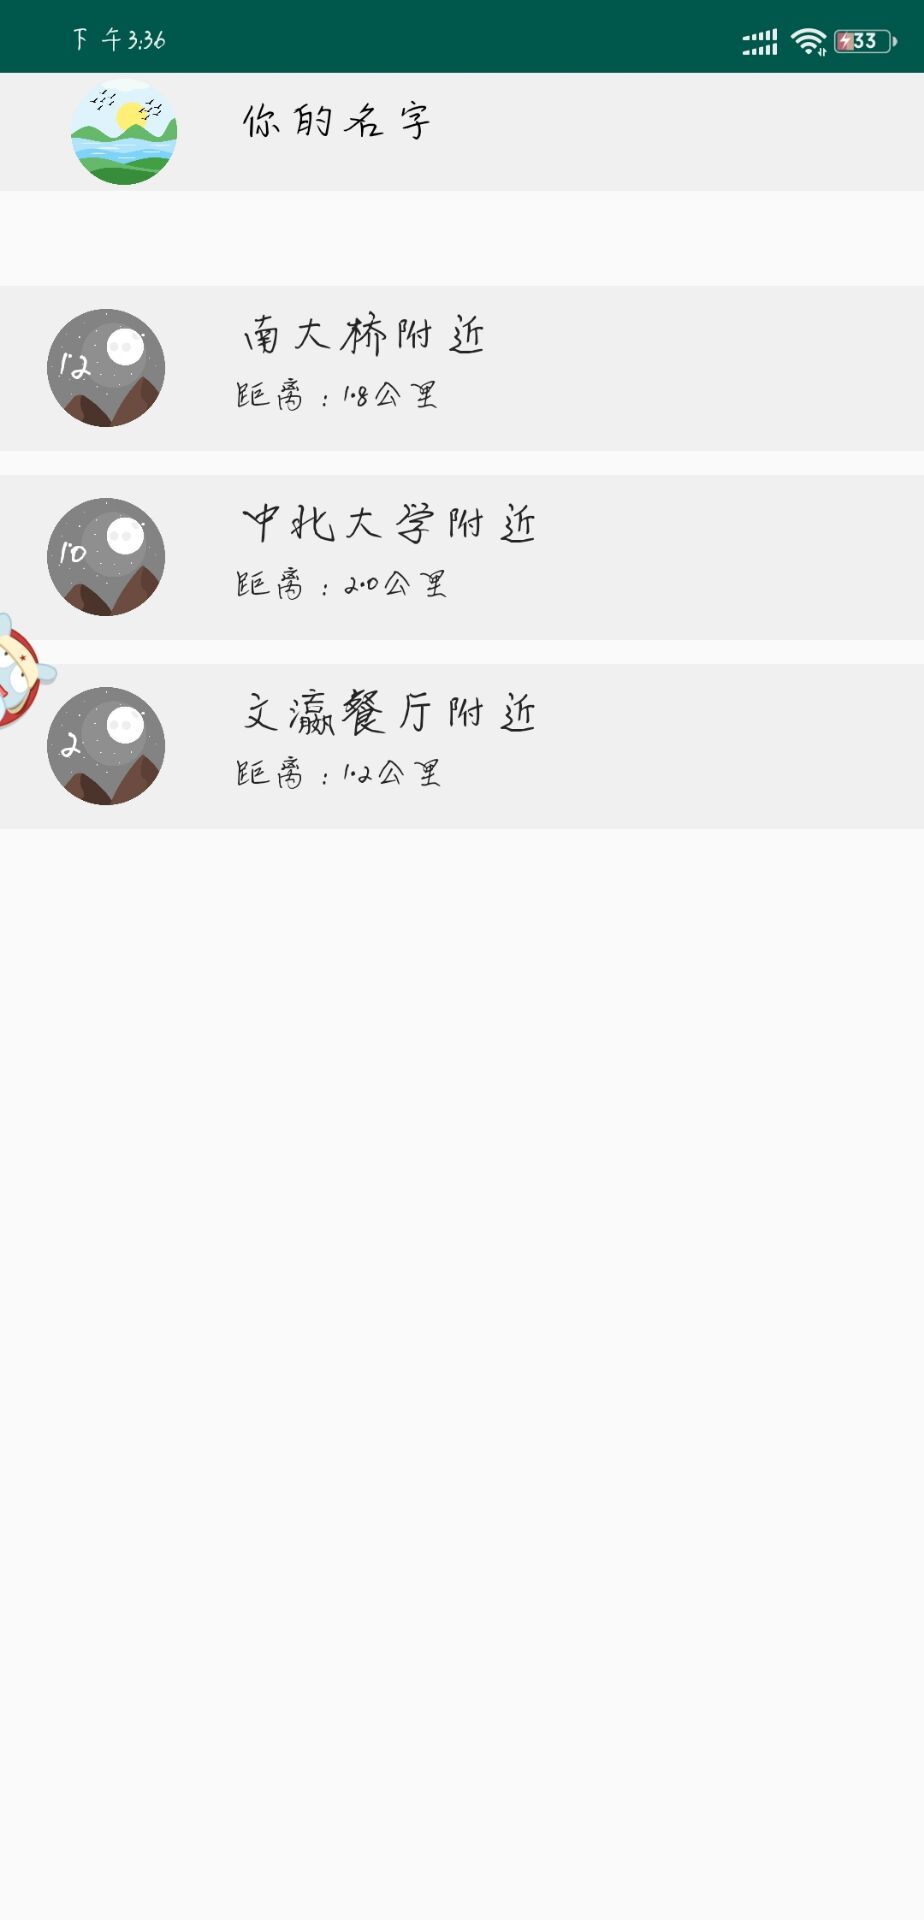 下午3:36
33
你的名字
南大桥附近
12
距离：1.8公里
中北大学附近
10
距离：2.0公里
文瀛餐厅附近
2
距离：1.2公里